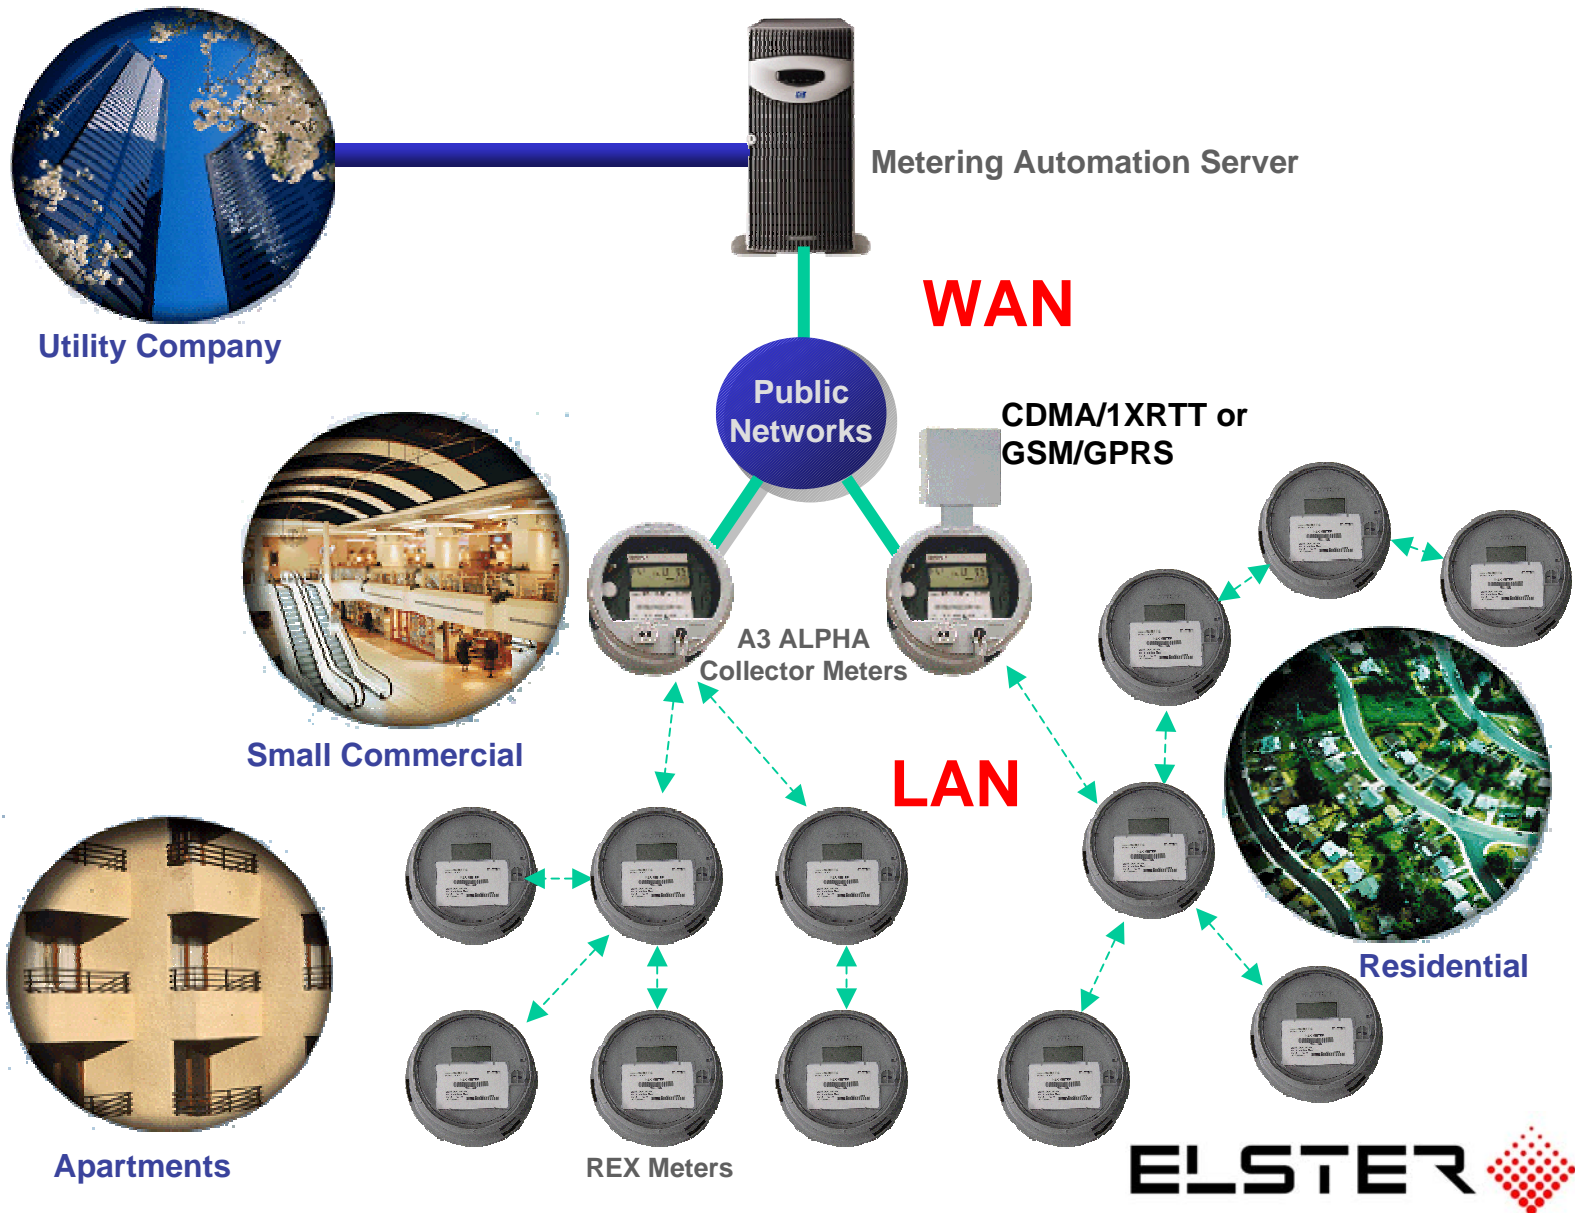 Metering Automation Server
WAN
Utility Company
Public
Networks
CDMA/1XRTT or
GSM/GPRS
A3 ALPHA
Collector Meters
Small Commercial
LAN
Residential
Apartments
REX Meters
ELSTER